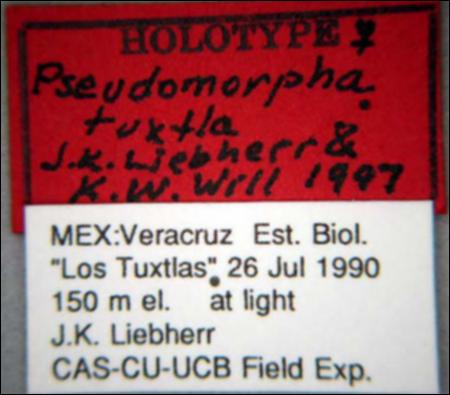 HOLOTYPE ♀
Pseudomorpha
tuxtla
J.K. Liebherr &
K.W. Will 1997
MEX:Veracruz Est. Biol.
"Los Tuxtlas", 26 Jul 1990
150 m el. at light
J.K. Liebherr
CAS-CU-UCB Field Exp.